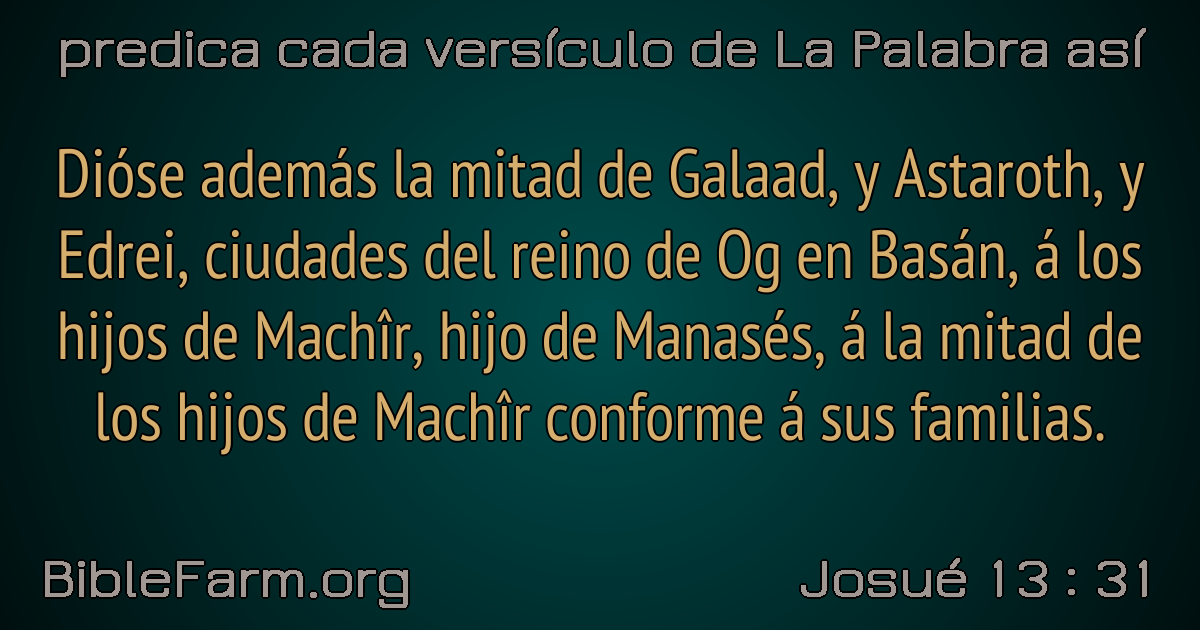 predica cada versículo de La Palabra así
Dióse además la mitad de Galaad, y Astaroth, y
Edrei, ciudades del reino de Og en Basán, á los
hijos de Machîr, hijo de Manasés, á la mitad de
los hijos de Machîr conforme á sus familias.
BibleFarm.org
Josué 13 : 31